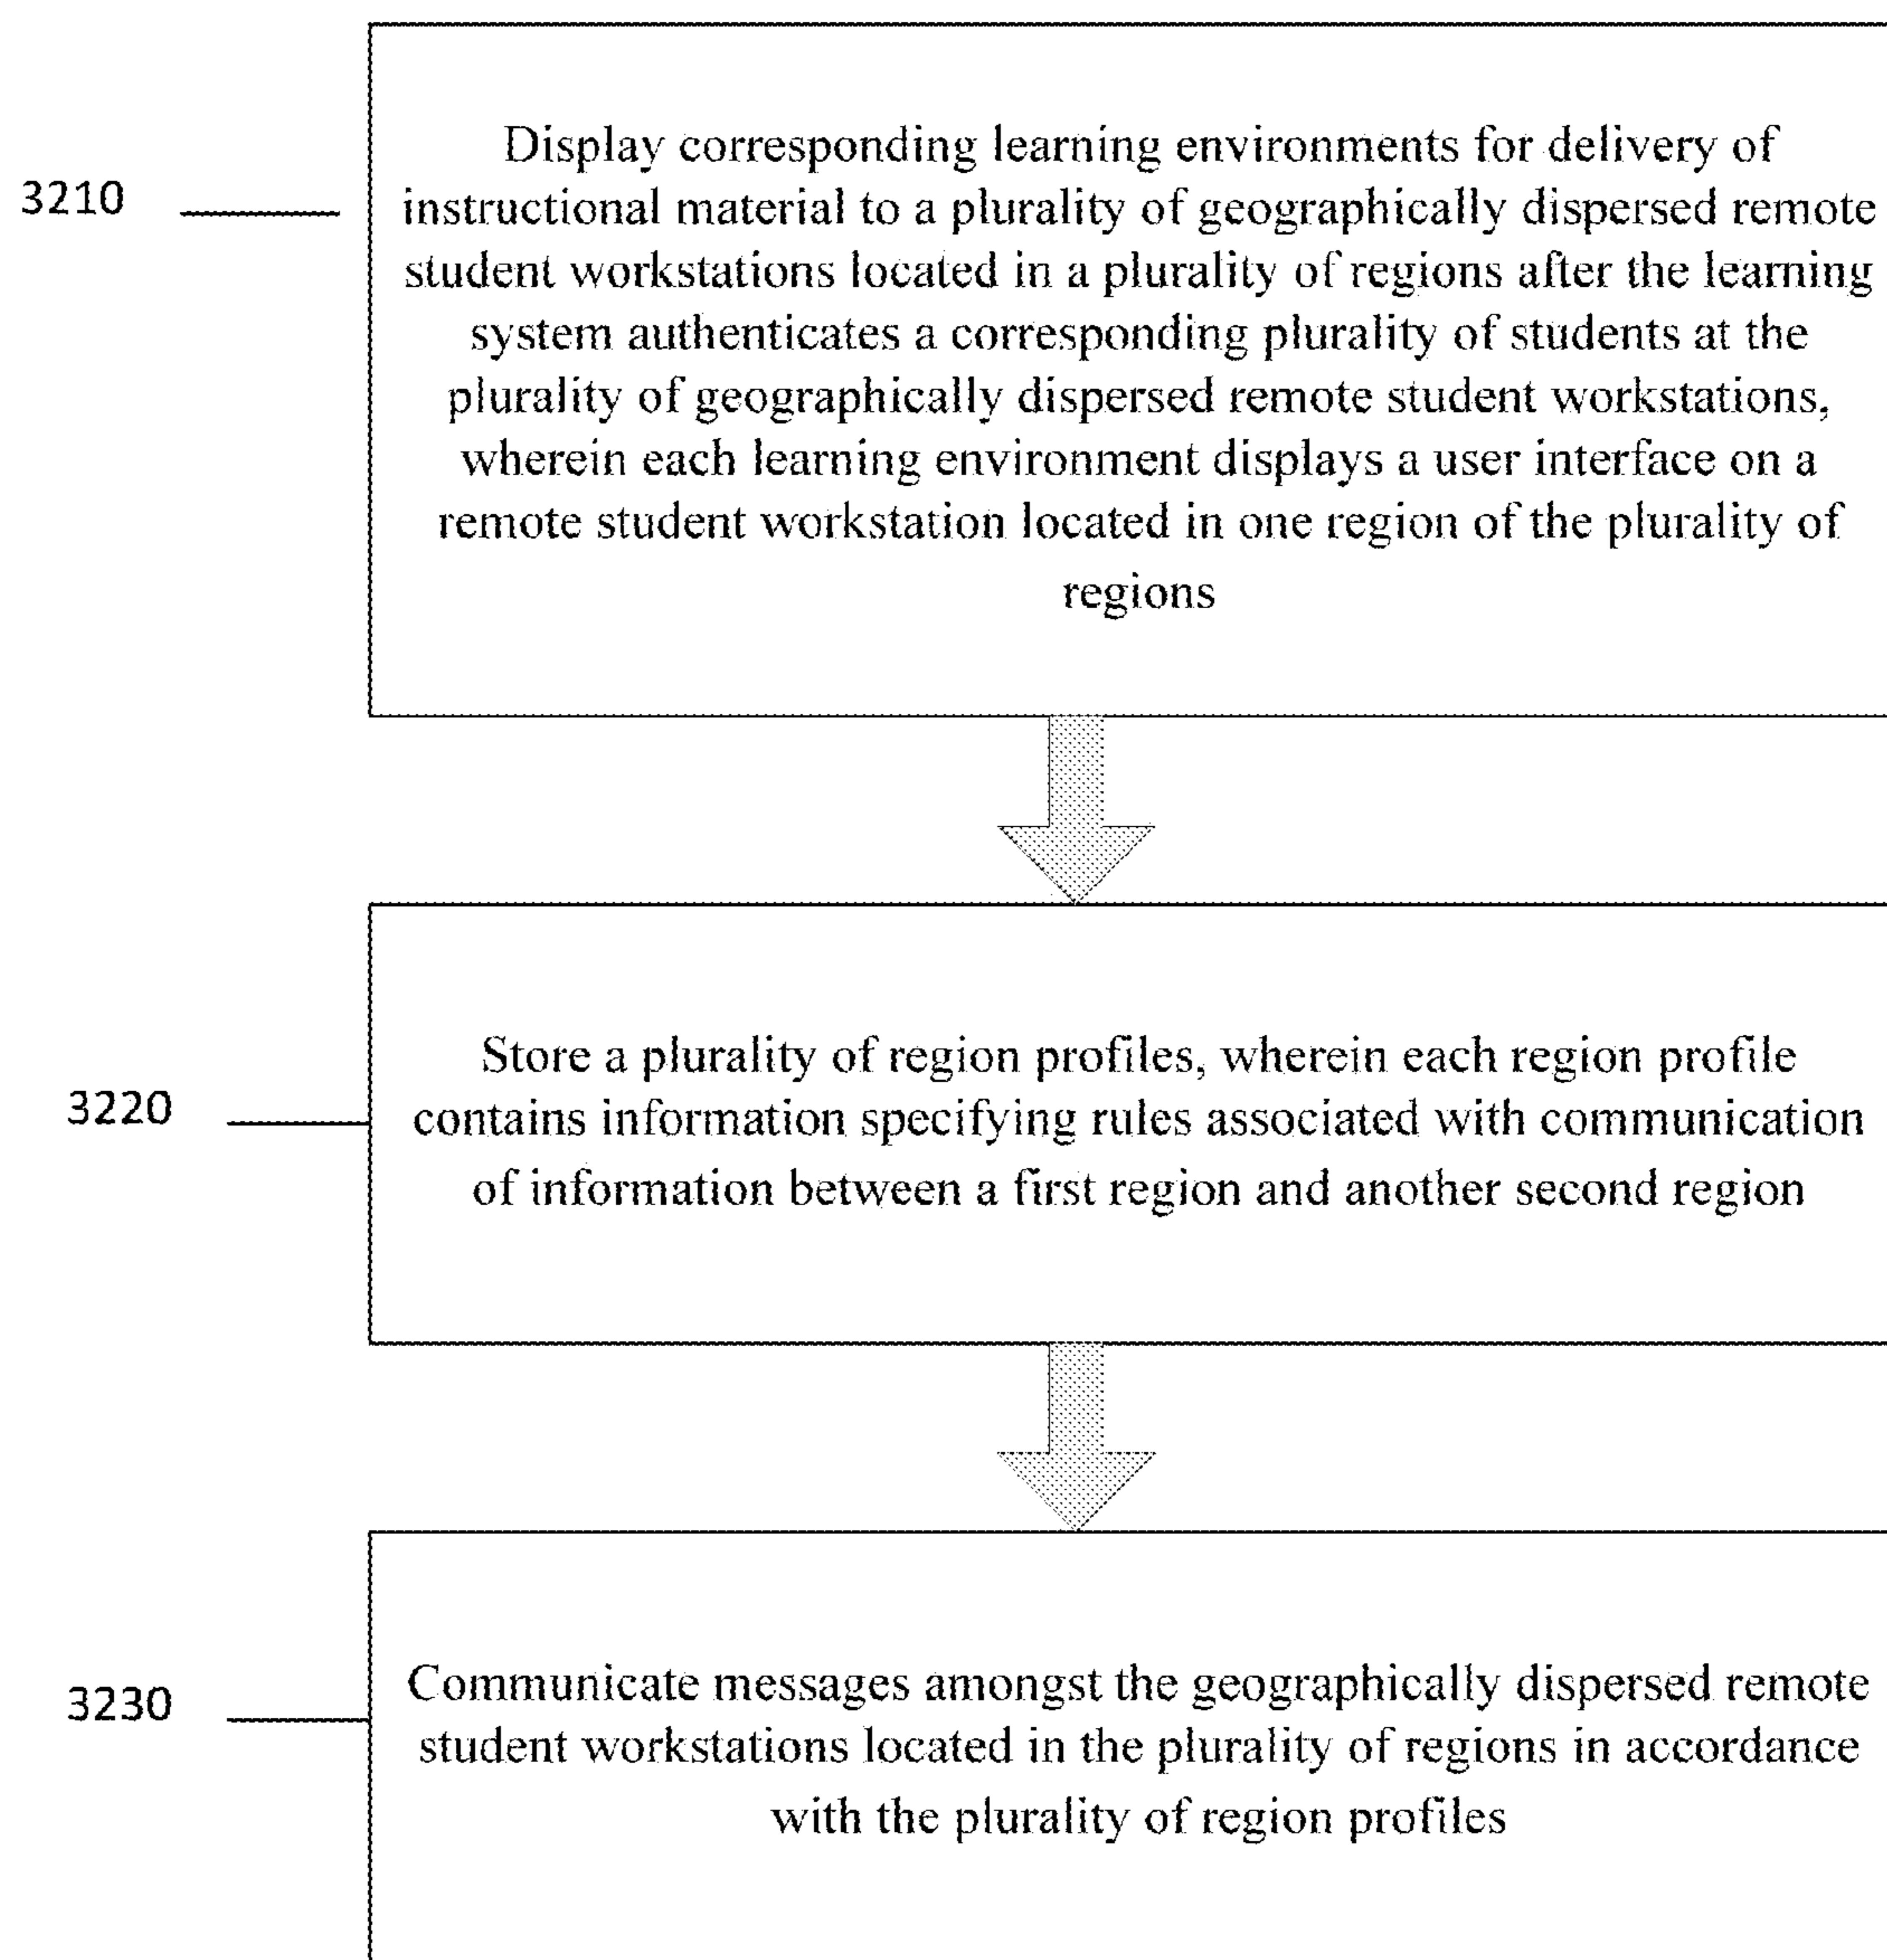 Display corresponding learning environments for delivery of
3210
instructional material to a plurality of geographically dispersed remote
student workstations located in a plurality of regions after the learning
system authenticates a corresponding plurality of students at the
plurality of geographically dispersed remote student workstations,
wherein each learning environment displays a user interface on a
remote student workstation located in one region of the plurality of
regions
Store a plurality of region profiles, wherein each region profile
3220
contains information specifying rules associated with communication
of information between a first region and another second region
Communicate messages amongst the geographically dispersed remote
3230
student workstations located in the plurality of regions in accordance
with the plurality of region profiles